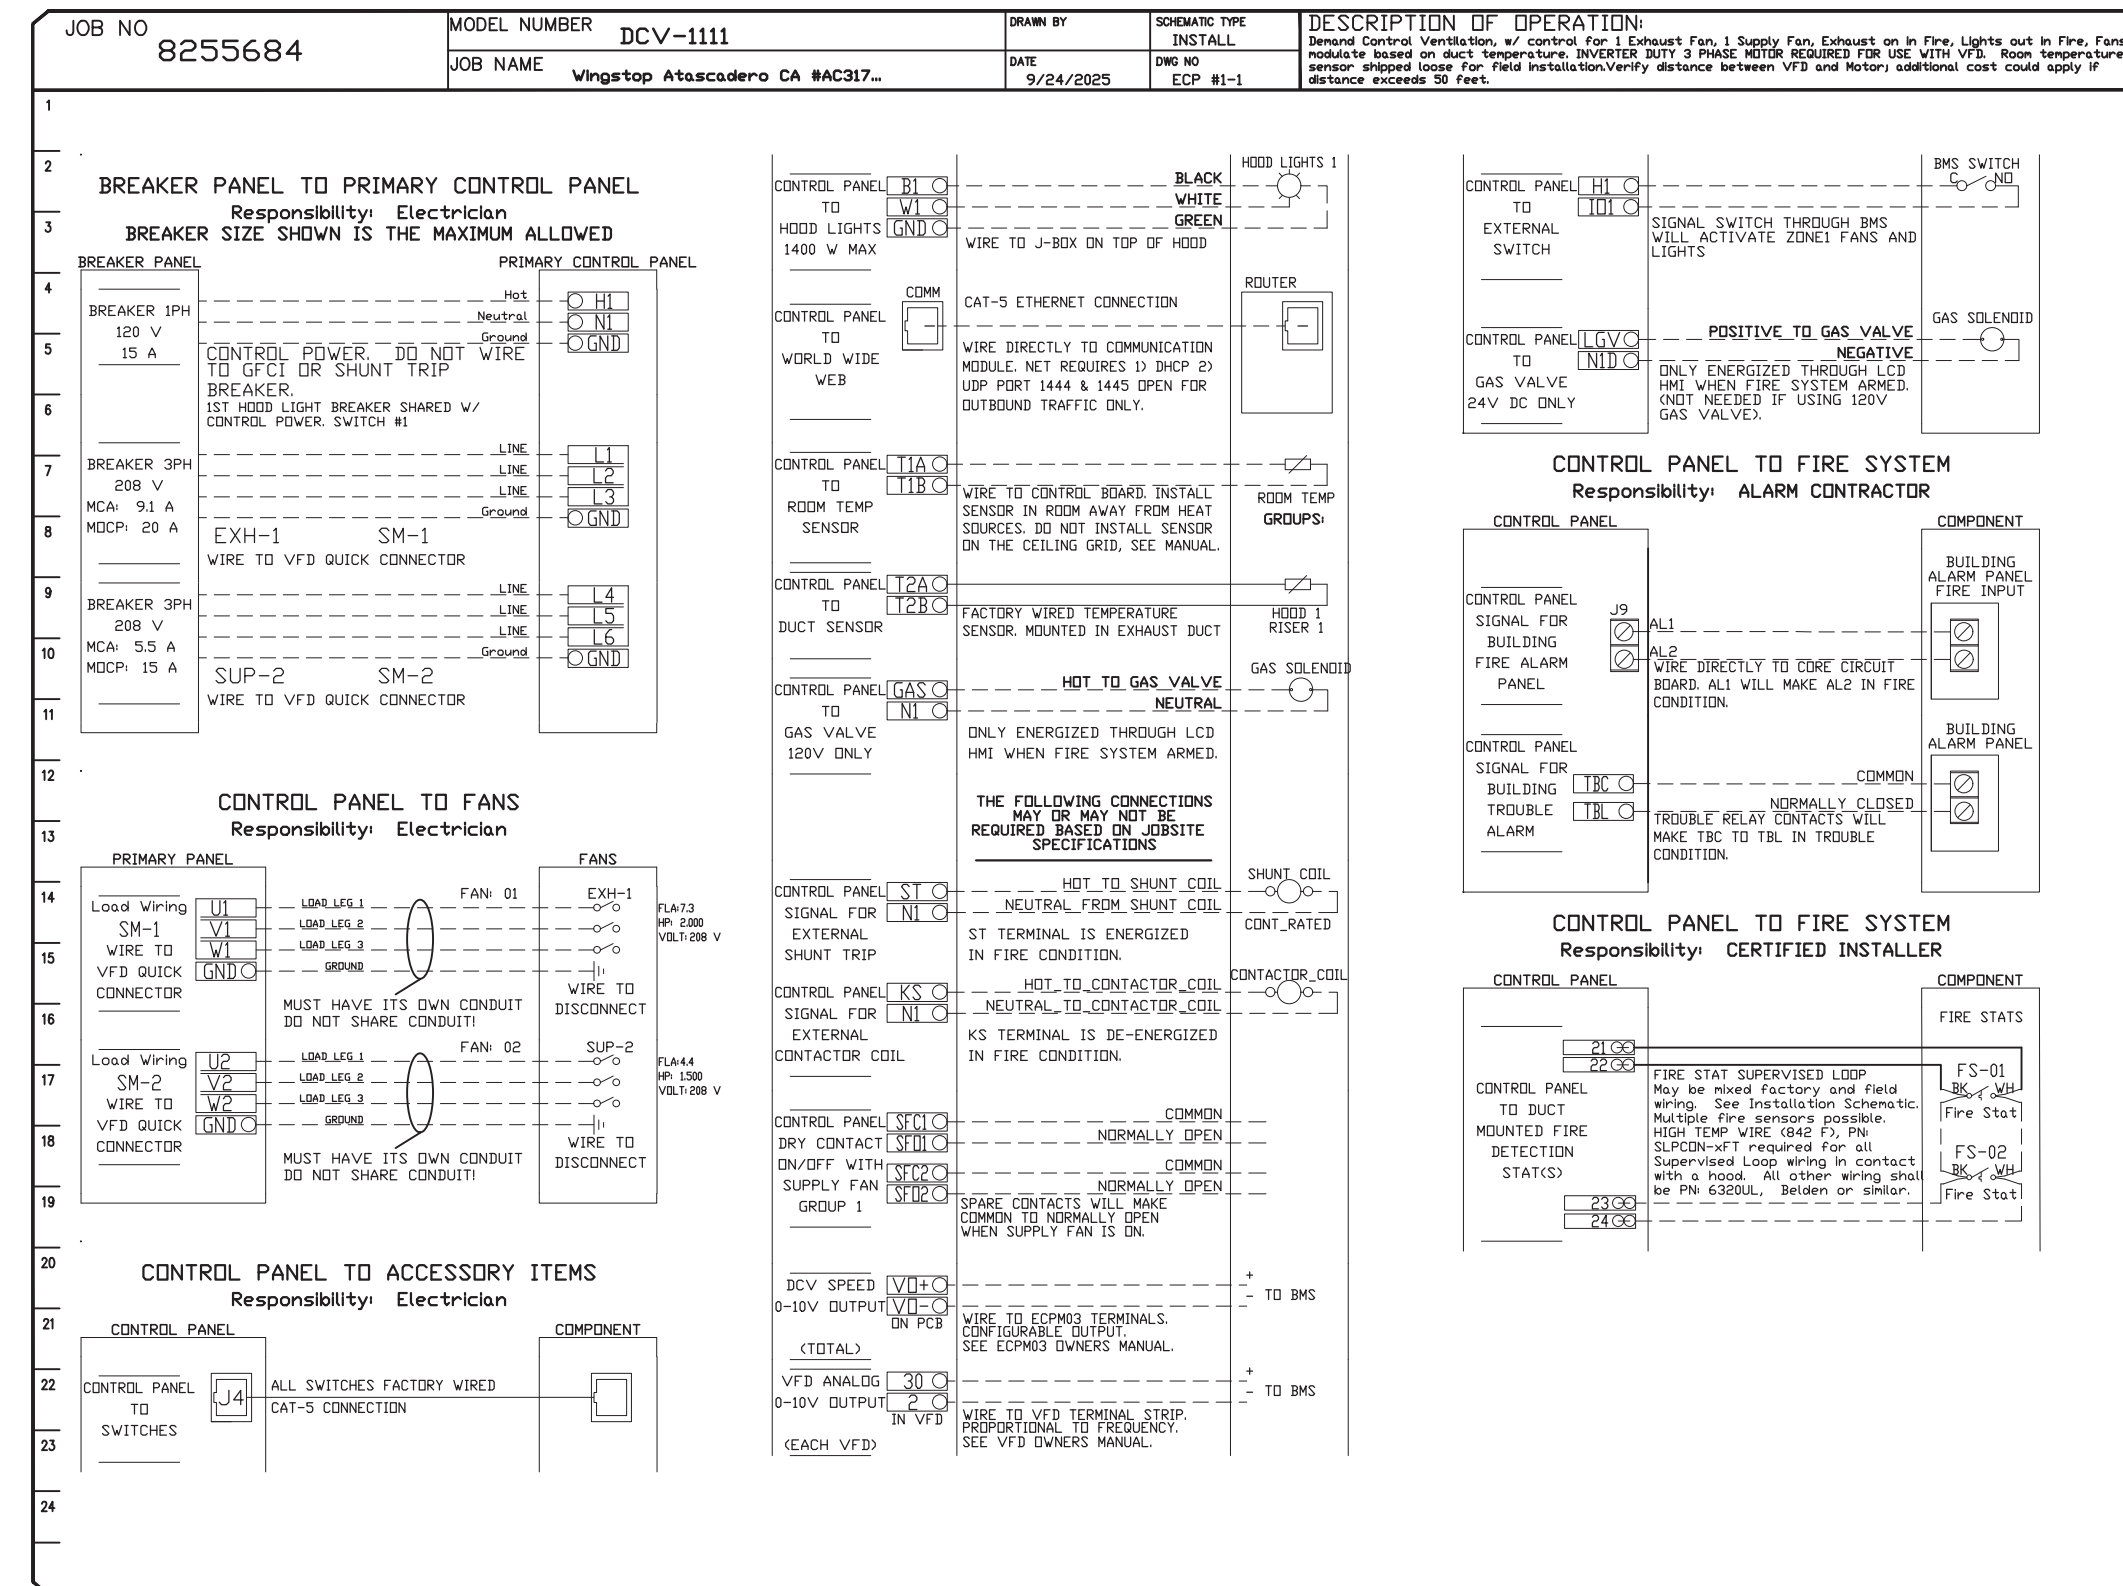 JOB NO
8255684
MODEL NUMBER
DCV-1111
JOB NAME
Wingstop Atascadero CA #AC317...
DRAWN BY
DATE
9/24/2025
SCHEMATIC TYPE
INSTALL
DWG NO
ECP #1-1
DESCRIPTION OF OPERATION:
Demand Control Ventilation, w/ control for 1 Exhaust Fan, 1 Supply Fan, Exhaust on in Fire, Lights out in Fire, Fans
modulate based on duct temperature. INVERTER DUTY 3 PHASE MOTOR REQUIRED FOR USE WITH VFD. Room temperature
sensor shipped loose for field installation.Verify distance between VFD and Motor; additional cost could apply if
distance exceeds 50 feet.
1
2
3
4
5
6
7
8
9
10
11
12
13
14
15
16
17
18
19
20
21
22
23
24
BREAKER PANEL TO PRIMARY CONTROL PANEL
Responsibility: Electrician
BREAKER SIZE SHOWN IS THE MAXIMUM ALLOWED
BREAKER PANEL
PRIMARY CONTROL PANEL
BREAKER 1PH
120 V
15 A
Hot
H1
Neutral
N1
Ground
GND
CONTROL POWER. DO NOT WIRE
TO GFCI OR SHUNT TRIP
BREAKER.
1ST HOOD LIGHT BREAKER SHARED W/
CONTROL POWER. SWITCH #1
BREAKER 3PH
208 V
MCA: 9.1 A
MOCP: 20 A
LINE
L1
LINE
L2
LINE
L3
Ground
GND
EXH-1 SM-1
WIRE TO VFD QUICK CONNECTOR
BREAKER 3PH
208 V
MCA: 5.5 A
MOCP: 15 A
LINE
L4
LINE
L5
LINE
L6
Ground
GND
SUP-2 SM-2
WIRE TO VFD QUICK CONNECTOR
CONTROL PANEL TO FANS
Responsibility: Electrician
PRIMARY PANEL
FANS
Load Wiring
SM-1
WIRE TO
VFD QUICK
CONNECTOR
U1
V1
W1
GND
LOAD LEG 1
LOAD LEG 2
LOAD LEG 3
GROUND
FAN: 01
EXH-1
FLA:7.3
HP: 2.000
VOLT: 208 V
WIRE TO
DISCONNECT
MUST HAVE ITS OWN CONDUIT
DO NOT SHARE CONDUIT!
Load Wiring
SM-2
WIRE TO
VFD QUICK
CONNECTOR
U2
V2
W2
GND
LOAD LEG 1
LOAD LEG 2
LOAD LEG 3
GROUND
FAN: 02
SUP-2
FLA:4.4
HP: 1.500
VOLT: 208 V
WIRE TO
DISCONNECT
MUST HAVE ITS OWN CONDUIT
DO NOT SHARE CONDUIT!
CONTROL PANEL TO ACCESSORY ITEMS
Responsibility: Electrician
CONTROL PANEL
COMPONENT
CONTROL PANEL
TO
SWITCHES
J4
ALL SWITCHES FACTORY WIRED
CAT-5 CONNECTION
CONTROL PANEL
TO
HOOD LIGHTS
1400 W MAX
B1
W1
GND
BLACK
WHITE
GREEN
HOOD LIGHTS 1
WIRE TO J-BOX ON TOP OF HOOD
CONTROL PANEL
TO
WORLD WIDE
WEB
COMM
CAT-5 ETHERNET CONNECTION
ROUTER
WIRE DIRECTLY TO COMMUNICATION
MODULE. NET REQUIRES 1) DHCP 2)
UDP PORT 1444 & 1445 OPEN FOR
OUTBOUND TRAFFIC ONLY.
CONTROL PANEL
TO
ROOM TEMP
SENSOR
T1A
T1B
WIRE TO CONTROL BOARD. INSTALL
SENSOR IN ROOM AWAY FROM HEAT
SOURCES. DO NOT INSTALL SENSOR
ON THE CEILING GRID, SEE MANUAL.
ROOM TEMP
GROUPS:
CONTROL PANEL
TO
DUCT SENSOR
T2A
T2B
FACTORY WIRED TEMPERATURE
SENSOR. MOUNTED IN EXHAUST DUCT
HOOD 1
RISER 1
CONTROL PANEL
TO
GAS VALVE
120V ONLY
GAS
N1
HOT TO GAS VALVE
NEUTRAL
GAS SOLENOID
ONLY ENERGIZED THROUGH LCD
HMI WHEN FIRE SYSTEM ARMED.
THE FOLLOWING CONNECTIONS
MAY OR MAY NOT BE
REQUIRED BASED ON JOBSITE
SPECIFICATIONS
CONTROL PANEL
SIGNAL FOR
EXTERNAL
SHUNT TRIP
ST
N1
HOT TO SHUNT COIL
NEUTRAL FROM SHUNT COIL
SHUNT COIL
CONT_RATED
ST TERMINAL IS ENERGIZED
IN FIRE CONDITION.
CONTROL PANEL
SIGNAL FOR
EXTERNAL
CONTACTOR COIL
KS
N1
HOT_TO_CONTACTOR_COIL
NEUTRAL_TO_CONTACTOR_COIL
CONTACTOR_COIL
KS TERMINAL IS DE-ENERGIZED
IN FIRE CONDITION.
CONTROL PANEL
DRY CONTACT
ON/OFF WITH
SUPPLY FAN
GROUP 1
SFC1
SFO1
SFC2
SFO2
COMMON
NORMALLY OPEN
COMMON
NORMALLY OPEN
SPARE CONTACTS WILL MAKE
COMMON TO NORMALLY OPEN
WHEN SUPPLY FAN IS ON.
DCV SPEED
0-10V OUTPUT
(TOTAL)
VO+
VO-
ON PCB
+
- TO BMS
WIRE TO ECPM03 TERMINALS.
CONFIGURABLE OUTPUT.
SEE ECPM03 OWNERS MANUAL.
VFD ANALOG
0-10V OUTPUT
(EACH VFD)
30
2
IN VFD
+
- TO BMS
WIRE TO VFD TERMINAL STRIP.
PROPORTIONAL TO FREQUENCY.
SEE VFD OWNERS MANUAL.
CONTROL PANEL
TO
EXTERNAL
SWITCH
H1
IO1
BMS SWITCH
C NO
SIGNAL SWITCH THROUGH BMS
WILL ACTIVATE ZONE1 FANS AND
LIGHTS
CONTROL PANEL
TO
GAS VALVE
24V DC ONLY
LGV
N1D
POSITIVE TO GAS VALVE
NEGATIVE
GAS SOLENOID
ONLY ENERGIZED THROUGH LCD
HMI WHEN FIRE SYSTEM ARMED.
(NOT NEEDED IF USING 120V
GAS VALVE).
CONTROL PANEL TO FIRE SYSTEM
Responsibility: ALARM CONTRACTOR
CONTROL PANEL
COMPONENT
CONTROL PANEL
SIGNAL FOR
BUILDING
FIRE ALARM
PANEL
J9
AL1
AL2
BUILDING
ALARM PANEL
FIRE INPUT
WIRE DIRECTLY TO CORE CIRCUIT
BOARD. AL1 WILL MAKE AL2 IN FIRE
CONDITION.
CONTROL PANEL
SIGNAL FOR
BUILDING
TROUBLE
ALARM
TBC
TBL
COMMON
NORMALLY CLOSED
BUILDING
ALARM PANEL
TROUBLE RELAY CONTACTS WILL
MAKE TBC TO TBL IN TROUBLE
CONDITION.
CONTROL PANEL TO FIRE SYSTEM
Responsibility: CERTIFIED INSTALLER
CONTROL PANEL
COMPONENT
FIRE STATS
21
22
CONTROL PANEL
TO DUCT
MOUNTED FIRE
DETECTION
STAT(S)
FIRE STAT SUPERVISED LOOP
May be mixed factory and field
wiring. See Installation Schematic.
Multiple fire sensors possible.
HIGH TEMP WIRE (842 F), PN:
SLPCON-xFT required for all
Supervised Loop wiring in contact
with a hood. All other wiring shall
be PN: 6320UL, Belden or similar.
FS-01
BK WH
Fire Stat
FS-02
BK WH
Fire Stat
23
24